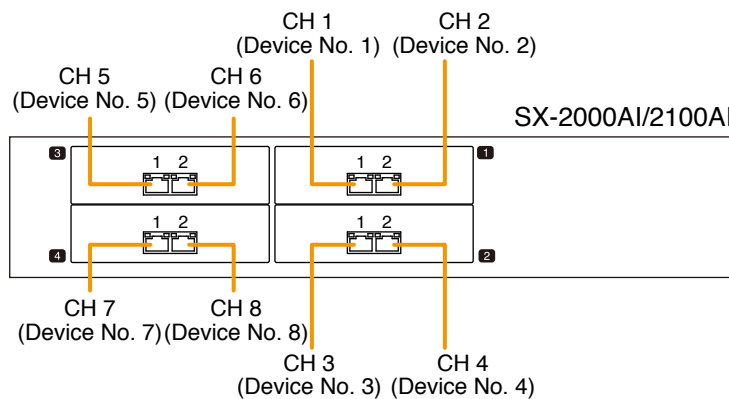 CH 1
(Device No. 1)
CH 2
(Device No. 2)
CH 5
(Device No. 5)
CH 6
(Device No. 6)
SX-2000AI/2100AI
3
1 2
1 2
1
4
1 2
1 2
2
CH 7
(Device No. 7)
CH 8
(Device No. 8)
CH 3
(Device No. 3)
CH 4
(Device No. 4)